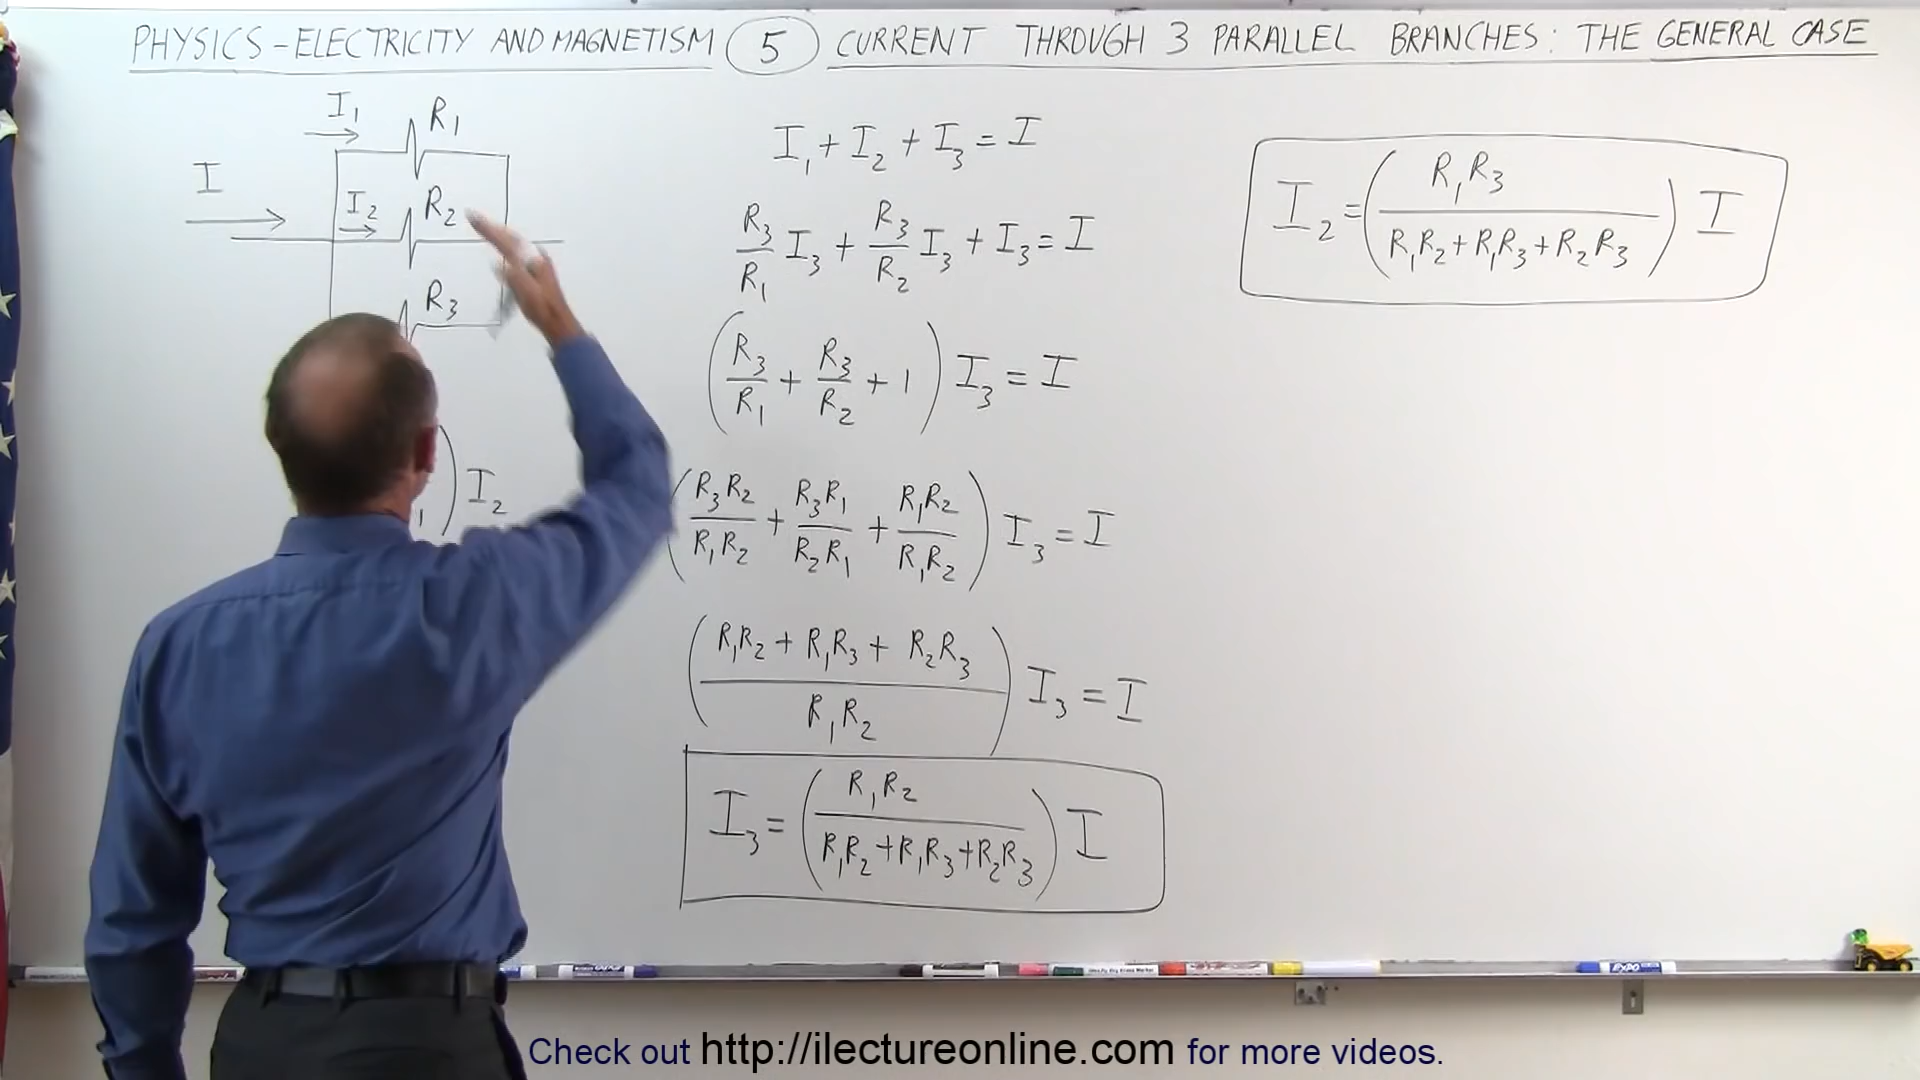 PHYSICS - ELECTRICITY AND MAGNETISM (5) CURRENT THROUGH 3 PARALLEL BRANCHES: THE GENERAL CASE
I₁
R₁
I
I₂
R₂
R₃
) I₂
1
I₁ + I₂ + I₃ = I
R₃/R₁ I₃ + R₃/R₂ I₃ + I₃ = I
(R₃/R₁ + R₃/R₂ + 1) I₃ = I
(R₃R₂/R₁R₂ + R₃R₁/R₂R₁ + R₁R₂/R₁R₂) I₃ = I
((R₁R₂ + R₁R₃ + R₂R₃)/R₁R₂) I₃ = I
I₃ = (R₁R₂/(R₁R₂ + R₁R₃ + R₂R₃)) I
I₂ = (R₁R₃/(R₁R₂ + R₁R₃ + R₂R₃)) I
EXPO
Check out http://ilectureonline.com for more videos.